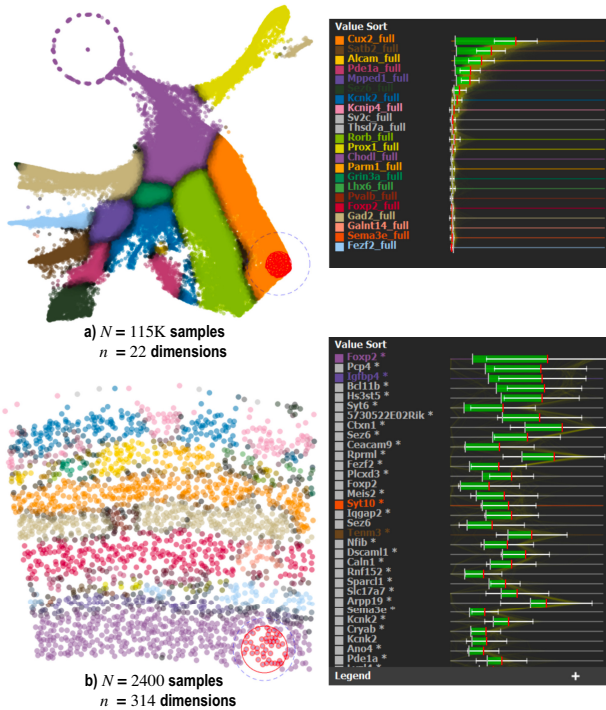 Value Sort
Cux2_full
Satb2_full
Alcam_full
Pde1a_full
Mpped1_full
Sez6_full
Kcnk2_full
Kcnip4_full
Sv2c_full
Thsd7a_full
Rorb_full
Prox1_full
Chodl_full
Parm1_full
Grin3a_full
Lhx6_full
Pvalb_full
Foxp2_full
Gad2_full
Galnt14_full
Sema3e_full
Fezf2_full
a) N = 115K samples
n = 22 dimensions
Value Sort
Foxp2 *
Pcp4 *
Igfbp4 *
Bcl11b *
Hs3st5 *
Syt6 *
5730522E02Rik *
Ctxn1 *
Sez6 *
Ceacam9 *
Rprml *
Fezf2 *
Plcxd3 *
Foxp2
Meis2 *
Syt10 *
Iqgap2 *
Sez6
Tenm3 *
Nfib *
Dscaml1 *
Caln1 *
Rnf152 *
Sparcl1 *
Slc17a7 *
Arpp19 *
Sema3e *
Kcnk2 *
Cryab *
Kcnk2
Ano4 *
Pde1a *
Legend +
b) N = 2400 samples
n = 314 dimensions